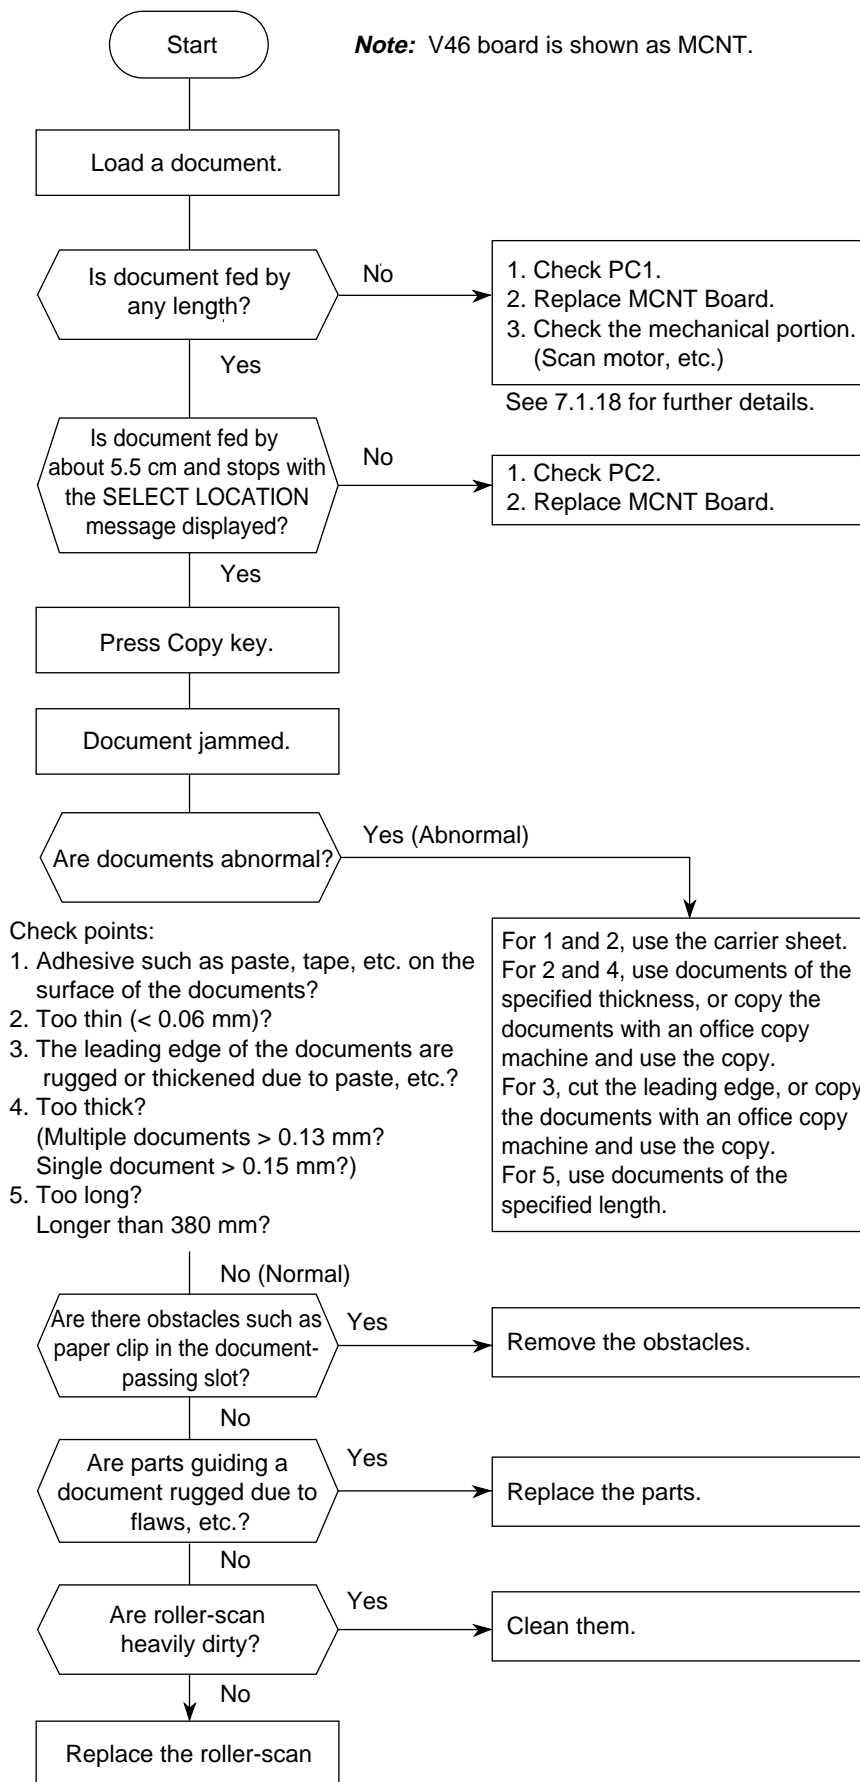 Start
Note: V46 board is shown as MCNT.
Load a document.
Is document fed by
any length?
No
1. Check PC1.
2. Replace MCNT Board.
3. Check the mechanical portion.
(Scan motor, etc.)
Yes
See 7.1.18 for further details.
Is document fed by
about 5.5 cm and stops with
the SELECT LOCATION
message displayed?
No
1. Check PC2.
2. Replace MCNT Board.
Yes
Press Copy key.
Document jammed.
Are documents abnormal?
Yes (Abnormal)
Check points:
1. Adhesive such as paste, tape, etc. on the
surface of the documents?
2. Too thin (< 0.06 mm)?
3. The leading edge of the documents are
rugged or thickened due to paste, etc.?
4. Too thick?
(Multiple documents > 0.13 mm?
Single document > 0.15 mm?)
5. Too long?
Longer than 380 mm?
For 1 and 2, use the carrier sheet.
For 2 and 4, use documents of the
specified thickness, or copy the
documents with an office copy
machine and use the copy.
For 3, cut the leading edge, or copy
the documents with an office copy
machine and use the copy.
For 5, use documents of the
specified length.
No (Normal)
Are there obstacles such as
paper clip in the document-
passing slot?
Yes
Remove the obstacles.
No
Are parts guiding a
document rugged due to
flaws, etc.?
Yes
Replace the parts.
No
Are roller-scan
heavily dirty?
Yes
Clean them.
No
Replace the roller-scan